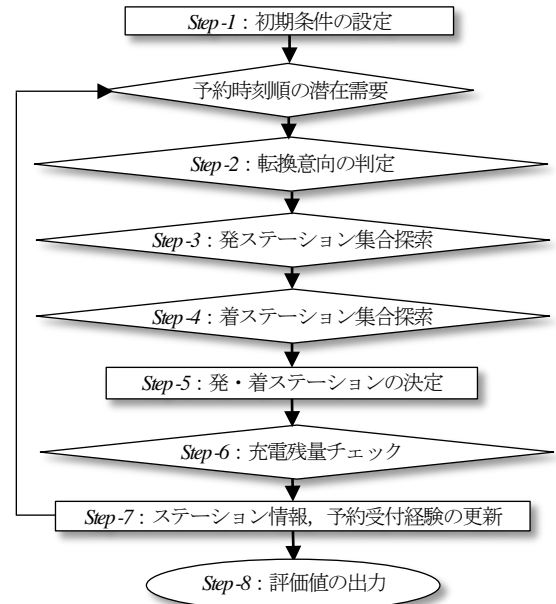 Step-1：初期条件の設定
予約時刻順の潜在需要
Step-2：転換意向の判定
Step-3：発ステーション集合探索
Step-4：着ステーション集合探索
Step-5：発・着ステーションの決定
Step-6：充電残量チェック
Step-7：ステーション情報，予約受付経験の更新
Step-8：評価値の出力